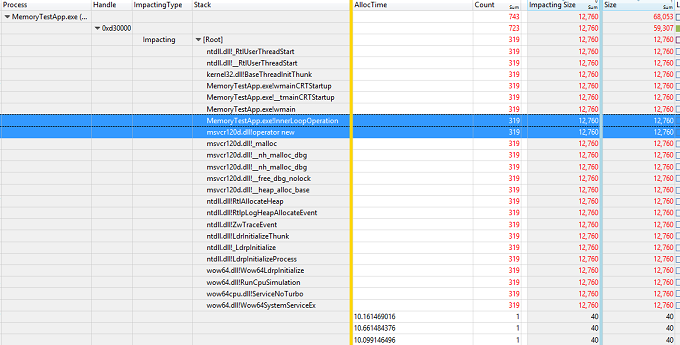 Process Handle ImpactingType Stack AllocTime Count Sum Impacting Size Sum Size Sum
MemoryTestApp.exe (... 743 12,760 68,053
0xd30000 723 12,760 59,307
Impacting [Root] 319 12,760 12,760
ntdll.dll!_RtlUserThreadStart 319 12,760 12,760
ntdll.dll!__RtlUserThreadStart 319 12,760 12,760
kernel32.dll!BaseThreadInitThunk 319 12,760 12,760
MemoryTestApp.exe!wmainCRTStartup 319 12,760 12,760
MemoryTestApp.exe!__tmainCRTStartup 319 12,760 12,760
MemoryTestApp.exe!wmain 319 12,760 12,760
MemoryTestApp.exe!InnerLoopOperation 319 12,760 12,760
msvcr120d.dll!operator new 319 12,760 12,760
msvcr120d.dll!_malloc 319 12,760 12,760
msvcr120d.dll!__nh_malloc_dbg 319 12,760 12,760
msvcr120d.dll!__nh_malloc_dbg 319 12,760 12,760
msvcr120d.dll!__free_dbg_nolock 319 12,760 12,760
msvcr120d.dll!__heap_alloc_base 319 12,760 12,760
ntdll.dll!RtlAllocateHeap 319 12,760 12,760
ntdll.dll!RtlpLogHeapAllocateEvent 319 12,760 12,760
ntdll.dll!ZwTraceEvent 319 12,760 12,760
ntdll.dll!LdrInitializeThunk 319 12,760 12,760
ntdll.dll!_LdrpInitialize 319 12,760 12,760
ntdll.dll!LdrpInitializeProcess 319 12,760 12,760
wow64.dll!Wow64LdrpInitialize 319 12,760 12,760
wow64.dll!RunCpuSimulation 319 12,760 12,760
wow64cpu.dll!ServiceNoTurbo 319 12,760 12,760
wow64.dll!Wow64SystemServiceEx 319 12,760 12,760
10.161469016 1 40 40
10.661484376 1 40 40
10.099146496 1 40 40